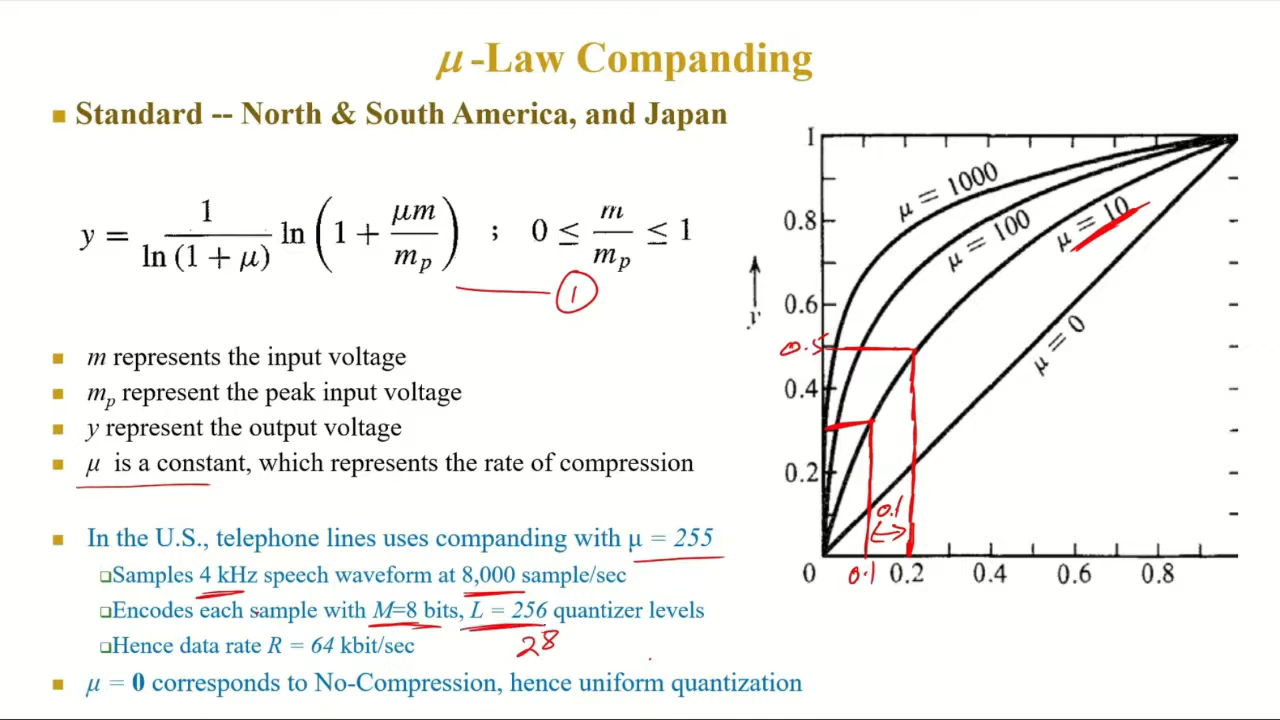 μ-Law Companding
■ Standard -- North & South America, and Japan
y = 1 / ln (1 + μ) ln (1 + μm / m_p) ; 0 ≤ m / m_p ≤ 1
①
■ m represents the input voltage
■ m_p represent the peak input voltage
■ y represent the output voltage
■ μ is a constant, which represents the rate of compression
■ In the U.S., telephone lines uses companding with μ = 255
❑Samples 4 kHz speech waveform at 8,000 sample/sec
❑Encodes each sample with M=8 bits, L = 256 quantizer levels
❑Hence data rate R = 64 kbit/sec
28
■ μ = 0 corresponds to No-Compression, hence uniform quantization
1
0.8
0.6
0.5
0.4
0.2
y
μ = 1000
μ = 100
μ = 10
μ = 0
0.1
0 0.1 0.2 0.4 0.6 0.8